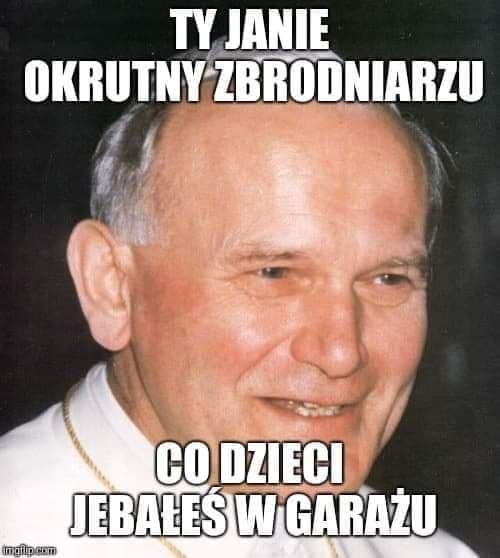 TY JANIE
OKRUTNY ZBRODNIARZU
CO DZIECI
JEBAŁEŚ W GARAŻU
imgflip.com